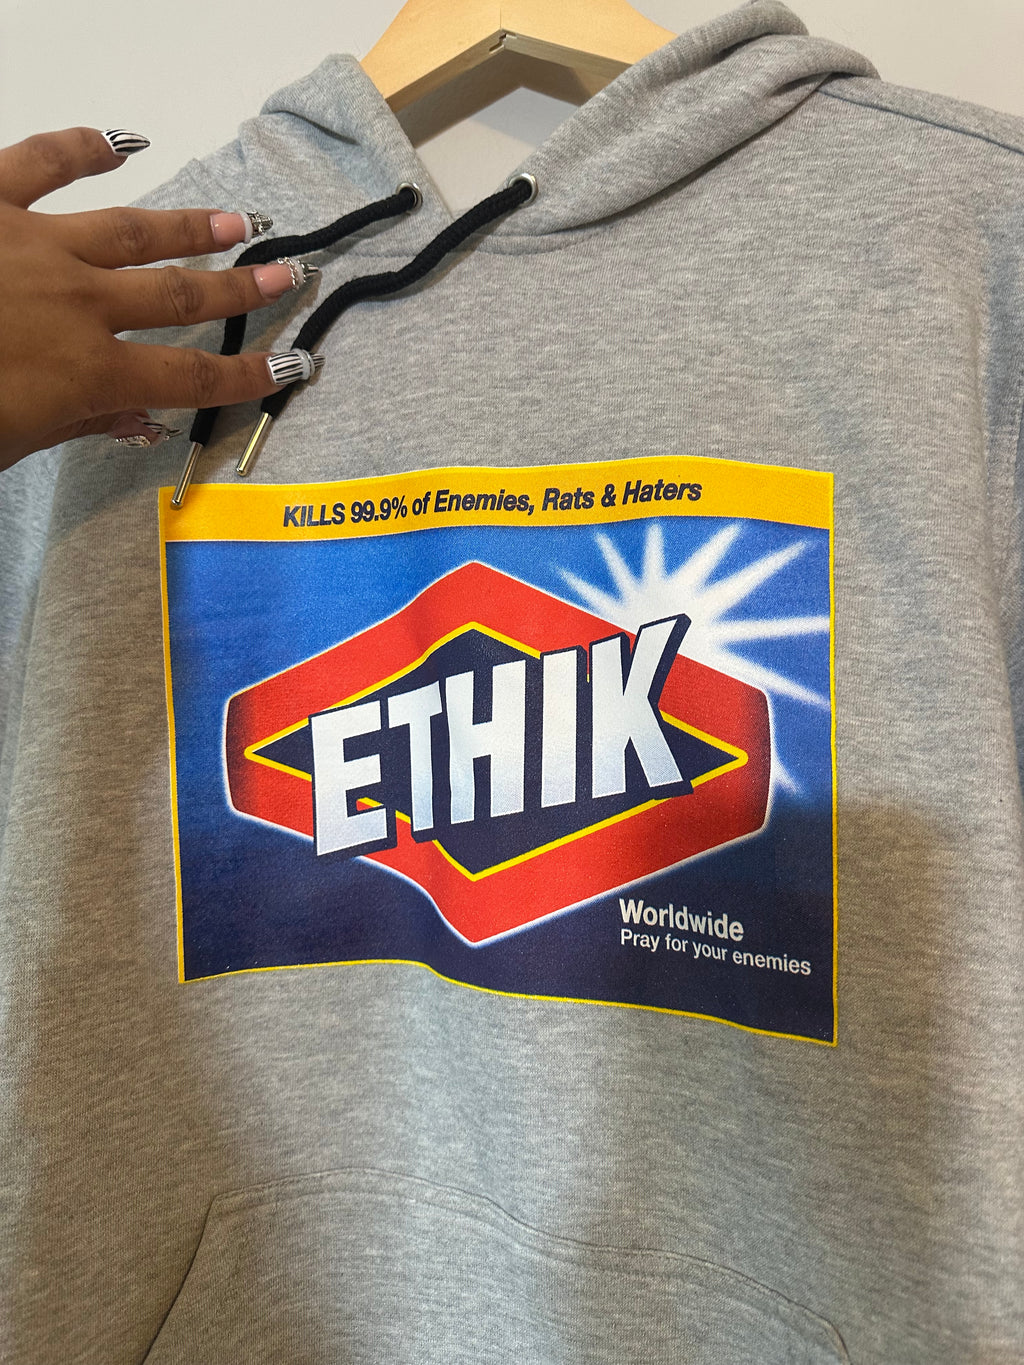 KILLS 99.9% of Enemies, Rats & Haters
ETHIK
Worldwide
Pray for your enemies